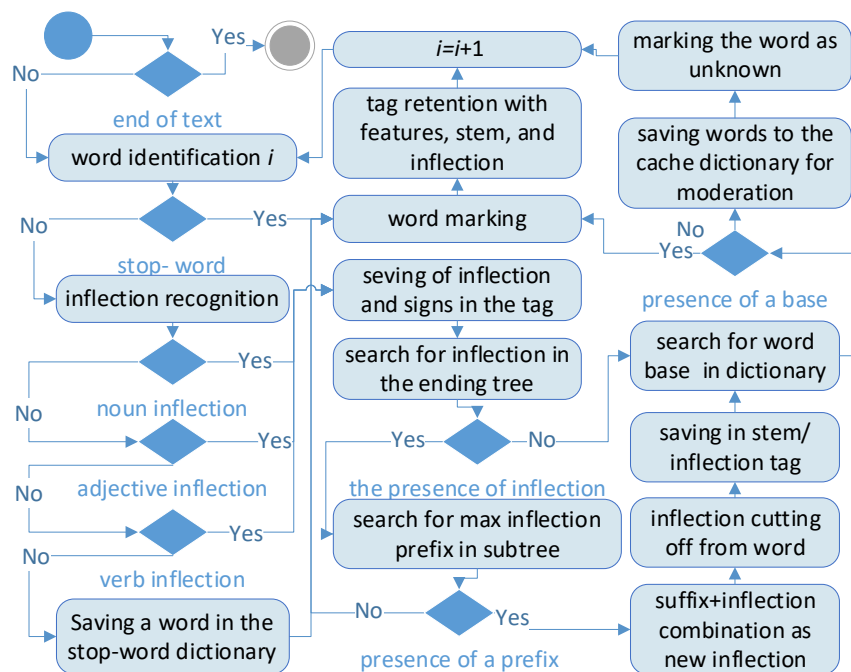 Yes
No
end of text
word identification i
No
Yes
stop- word
inflection recognition
Yes
noun inflection
No
Yes
adjective inflection
No
Yes
verb inflection
No
Saving a word in the
stop-word dictionary
i=i+1
tag retention with
features, stem, and
inflection
word marking
seving of inflection
and signs in the tag
search for inflection in
the ending tree
Yes
No
the presence of inflection
search for max inflection
prefix in subtree
No
Yes
presence of a prefix
marking the word as
unknown
saving words to the
cache dictionary for
moderation
No
Yes
presence of a base
search for word
base in dictionary
saving in stem/
inflection tag
inflection cutting
off from word
suffix+inflection
combination as
new inflection